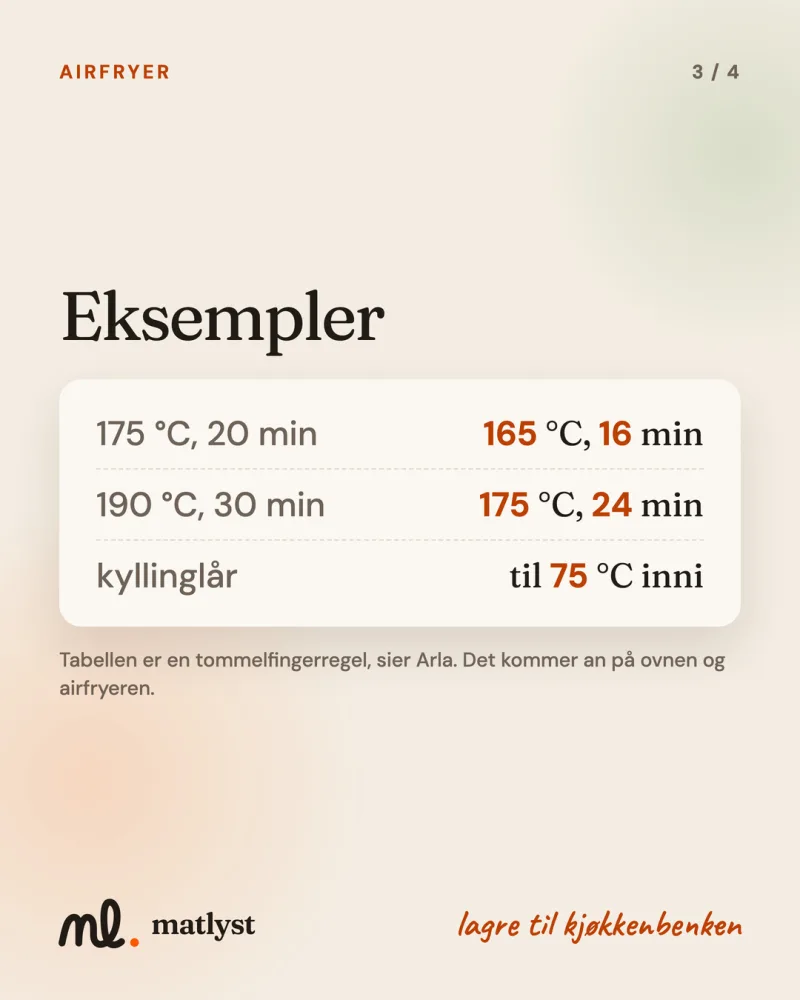 AIRFRYER 3 / 4
Eksempler
175 °C, 20 min 165 °C, 16 min
190 °C, 30 min 175 °C, 24 min
kyllinglår til 75 °C inni
Tabellen er en tommelfingerregel, sier Arla. Det kommer an på ovnen og
airfryeren.
ml. matlyst lagre til kjøkkenbenken